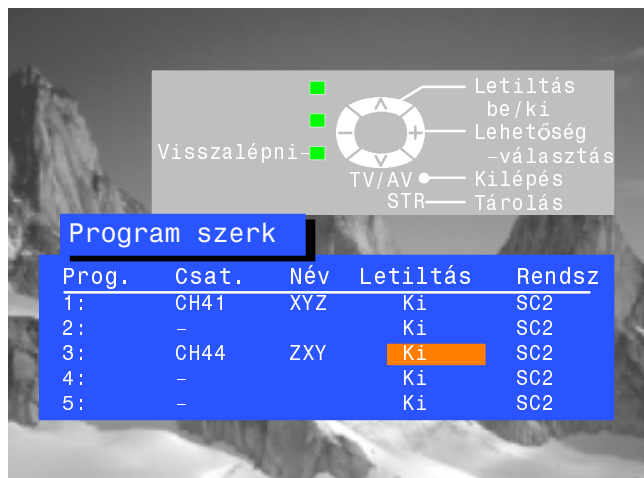 Letiltás
be/ki
Lehetőség
Visszalépni
-választás
TV/AV Kilépés
STR Tárolás
Program szerk
Prog. Csat. Név Letiltás Rendsz
1: CH41 XYZ Ki SC2
2: – Ki SC2
3: CH44 ZXY Ki SC2
4: – Ki SC2
5: – Ki SC2